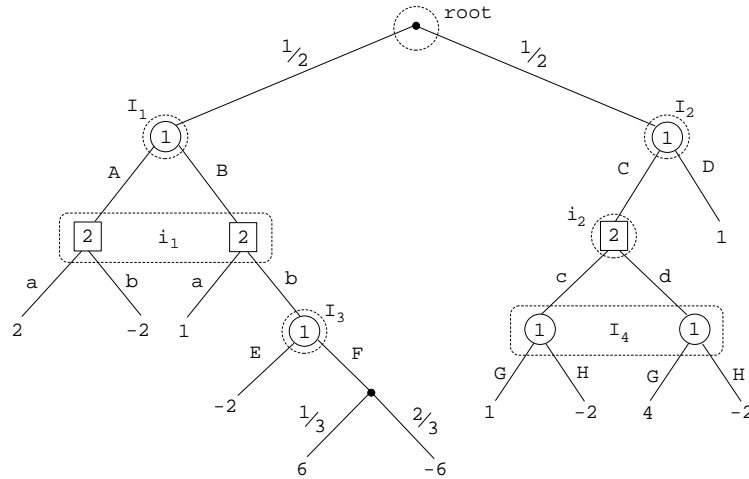 root
1/2 1/2
I1 I2
1 1
A B C D
i2
2 i1 2 2 1
a b a b c d
2 -2 1 I3
1 1 I4 1
E F G H G H
-2 1 -2 4 -2
1/3 2/3
6 -6